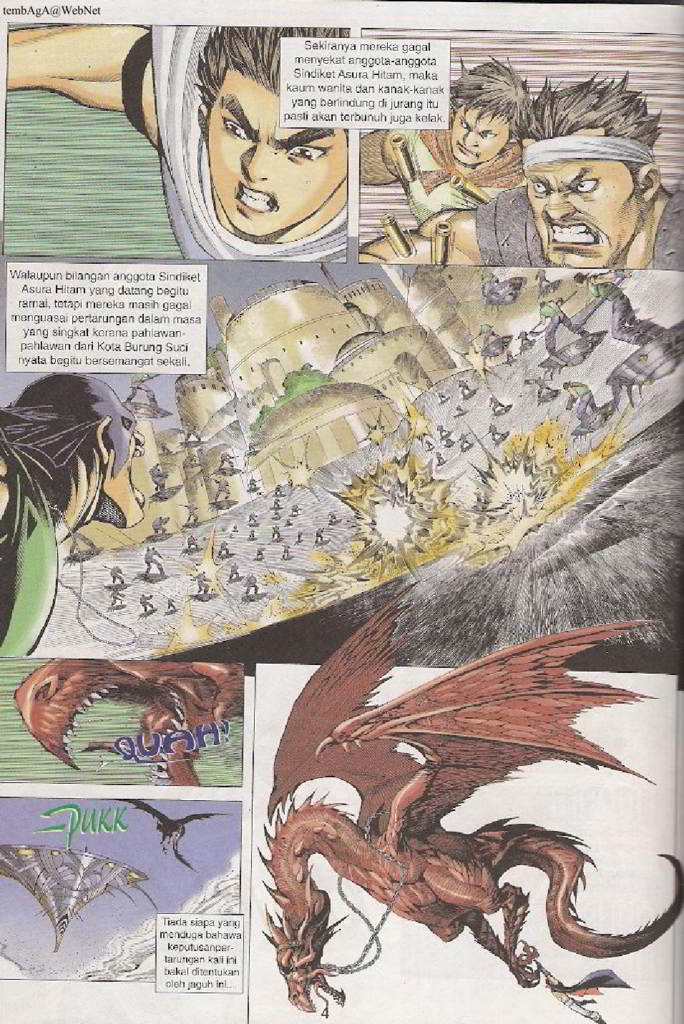 tembAgA@WebNet
Sekiranya mereka gagal
menyekat anggota-anggota
Sindiket Asura Hitam, maka
kaum wanita dan kanak-kanak
yang berlindung di jurang itu
pasti akan terbunuh juga kelak.
Walaupun bilangan anggota Sindiket
Asura Hitam yang datang begitu
ramai, tetapi mereka masih gagal
menguasai pertarungan dalam masa
yang singkat kerana pahlawan-
pahlawan dari Kota Burung Suci
nyata begitu bersemangat sekali.
QUAH!
PUKK
Tiada siapa yang
menduga bahawa
keputusanper-
tarungan kali ini
bakal ditentukan
oleh jaguh ini...
4